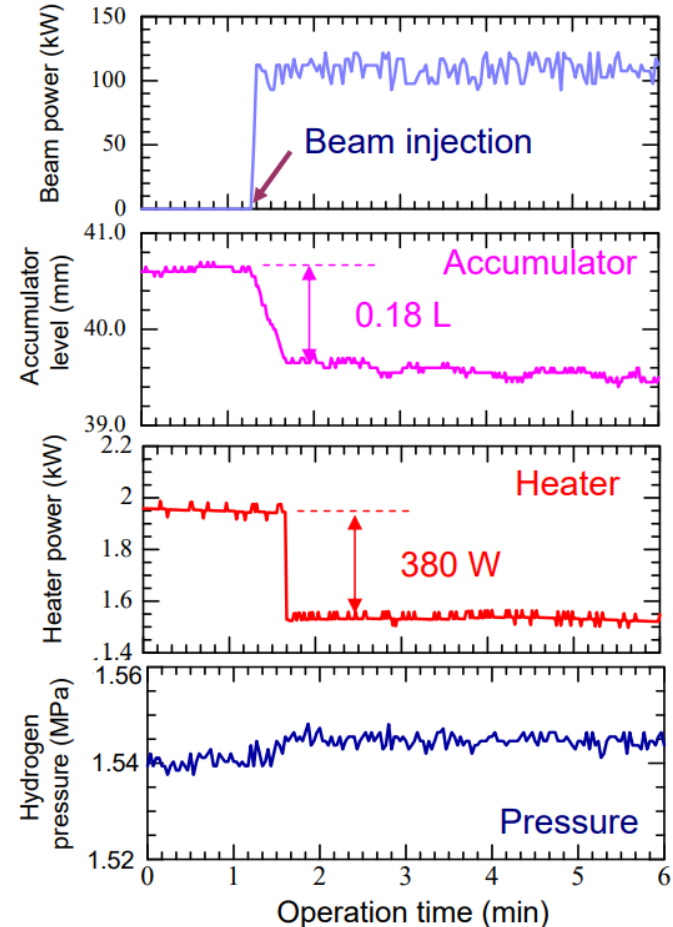 Beam power (kW)
150
100
50
0
Beam injection
Accumulator
level (mm)
41.0
40.0
39.0
Accumulator
0.18 L
Heater power (kW)
2.2
2
1.8
1.6
1.4
Heater
380 W
Hydrogen
pressure (MPa)
1.56
1.54
1.52
Pressure
0 1 2 3 4 5 6
Operation time (min)